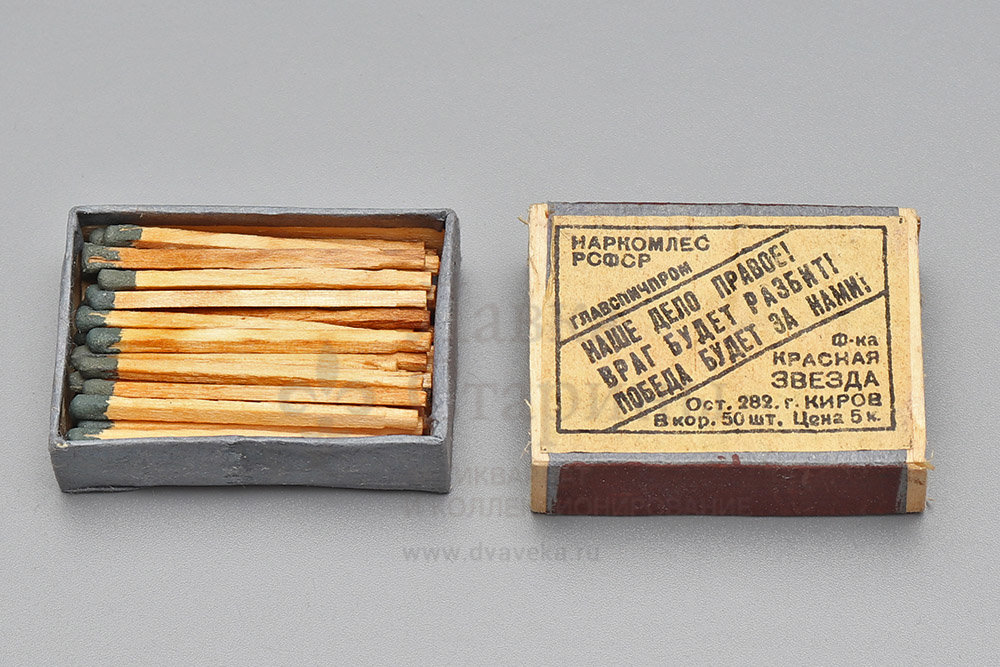 НАРКОМЛЕС
РСФСР
ГЛАВСПИЧПРОМ
НАШЕ ДЕЛО ПРАВОЕ!
ВРАГ БУДЕТ РАЗБИТ!
ПОБЕДА БУДЕТ ЗА НАМИ!
Ф-ка
КРАСНАЯ
ЗВЕЗДА
Ост. 282. г. КИРОВ
В кор. 50 шт. Цена 5 к.
КОЛЛЕКЦИОНИРОВАНИЕ
www.dvaveka.ru